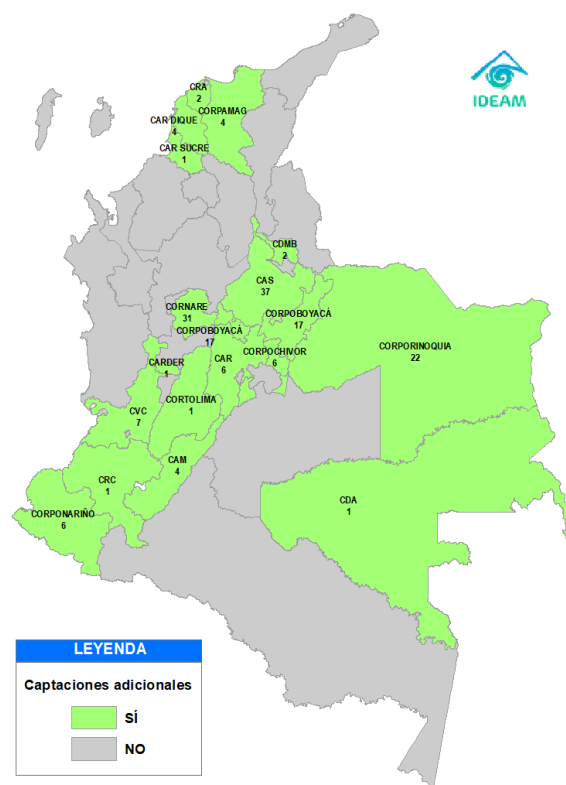 IDEAM
CRA
2
CORPAMAG
4
CAR DIQUE
4
CAR SUCRE
1
CDMB
2
CAS
37
CORNARE
31
CORPOBOYACÁ
17
CORPOBOYACÁ
17
CORPORINOQUIA
22
CARDER
1
CAR
6
CORPOCHIVOR
6
CVC
7
CORTOLIMA
1
CAM
4
CRC
1
CORPONARIÑO
6
CDA
1
LEYENDA
Captaciones adicionales
SÍ
NO